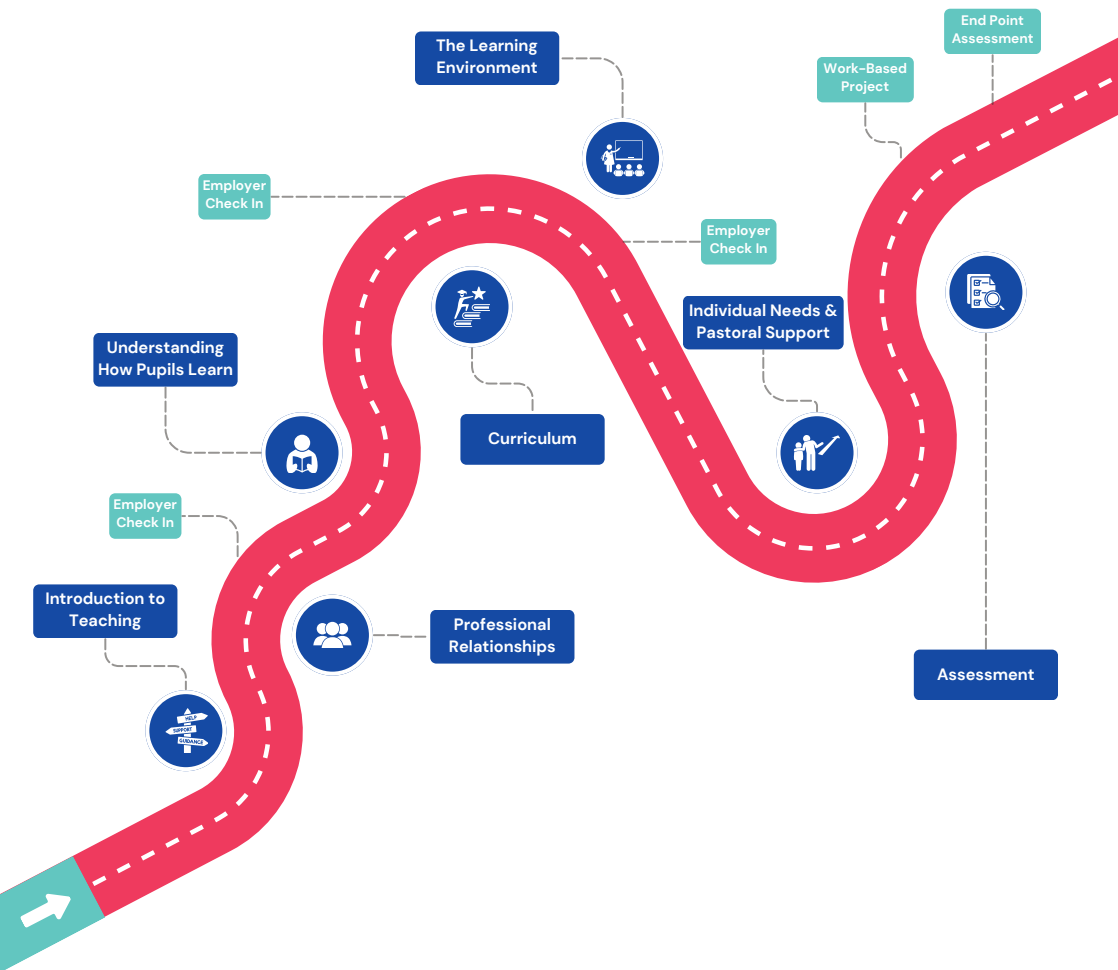 End Point
Assessment
The Learning
Environment
Work-Based
Project
Employer
Check In
Employer
Check In
Individual Needs &
Pastoral Support
Understanding
How Pupils Learn
Curriculum
Employer
Check In
Introduction to
Teaching
Professional
Relationships
Assessment
HELP
SUPPORT
GUIDANCE